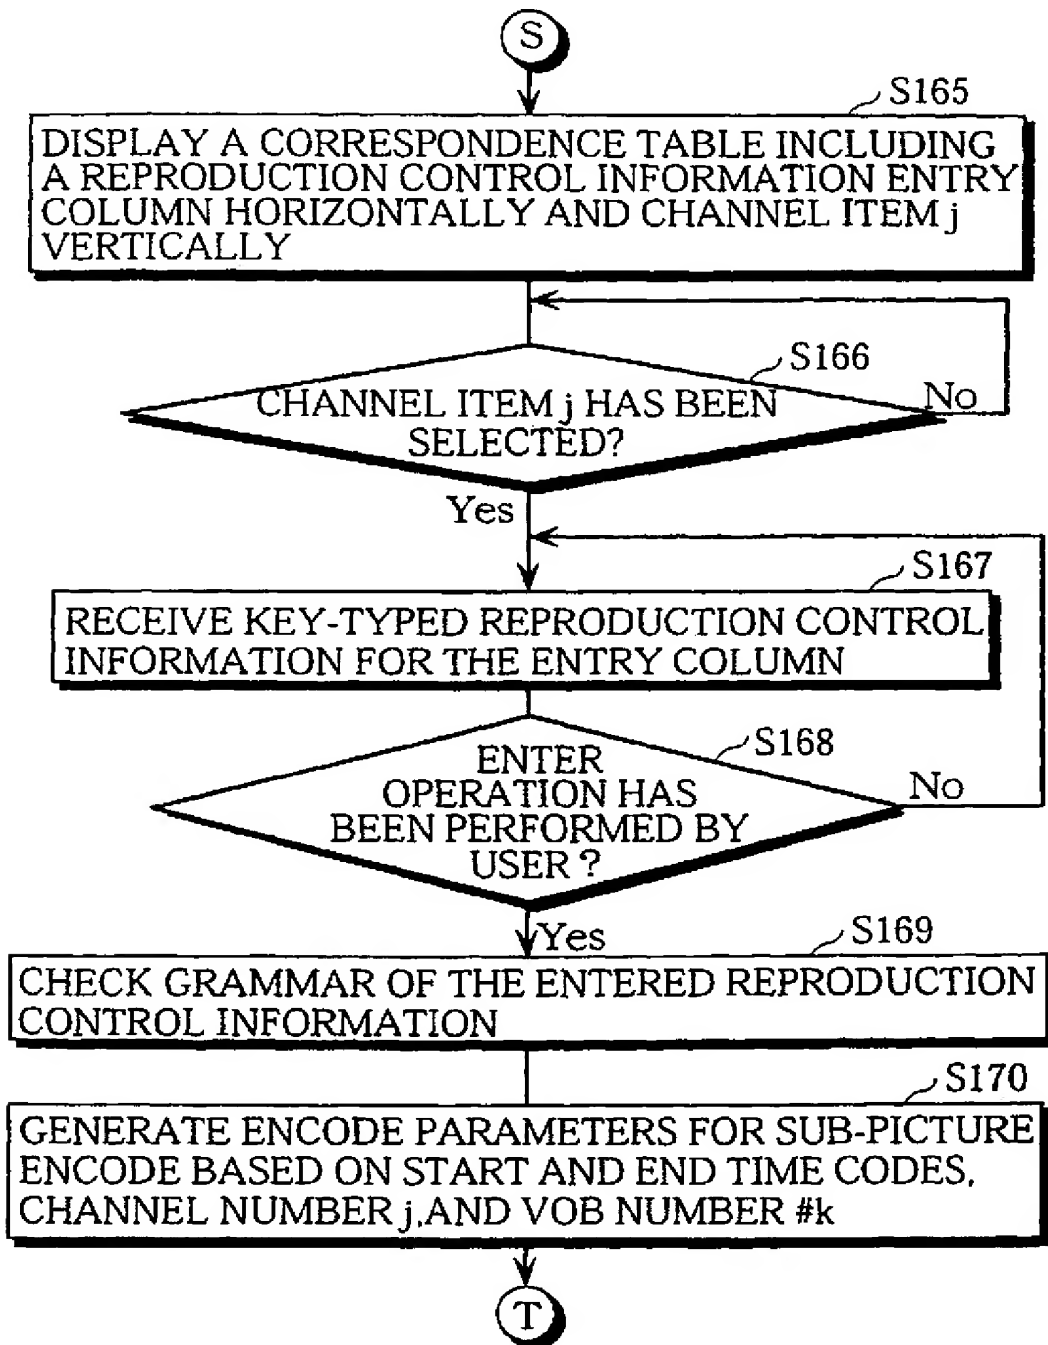 S
S165
DISPLAY A CORRESPONDENCE TABLE INCLUDING
A REPRODUCTION CONTROL INFORMATION ENTRY
COLUMN HORIZONTALLY AND CHANNEL ITEM j
VERTICALLY
S166
CHANNEL ITEM j HAS BEEN
SELECTED?
No
Yes
S167
RECEIVE KEY-TYPED REPRODUCTION CONTROL
INFORMATION FOR THE ENTRY COLUMN
S168
ENTER
OPERATION HAS
BEEN PERFORMED BY
USER ?
No
Yes
S169
CHECK GRAMMAR OF THE ENTERED REPRODUCTION
CONTROL INFORMATION
S170
GENERATE ENCODE PARAMETERS FOR SUB-PICTURE
ENCODE BASED ON START AND END TIME CODES,
CHANNEL NUMBER j, AND VOB NUMBER #k
T